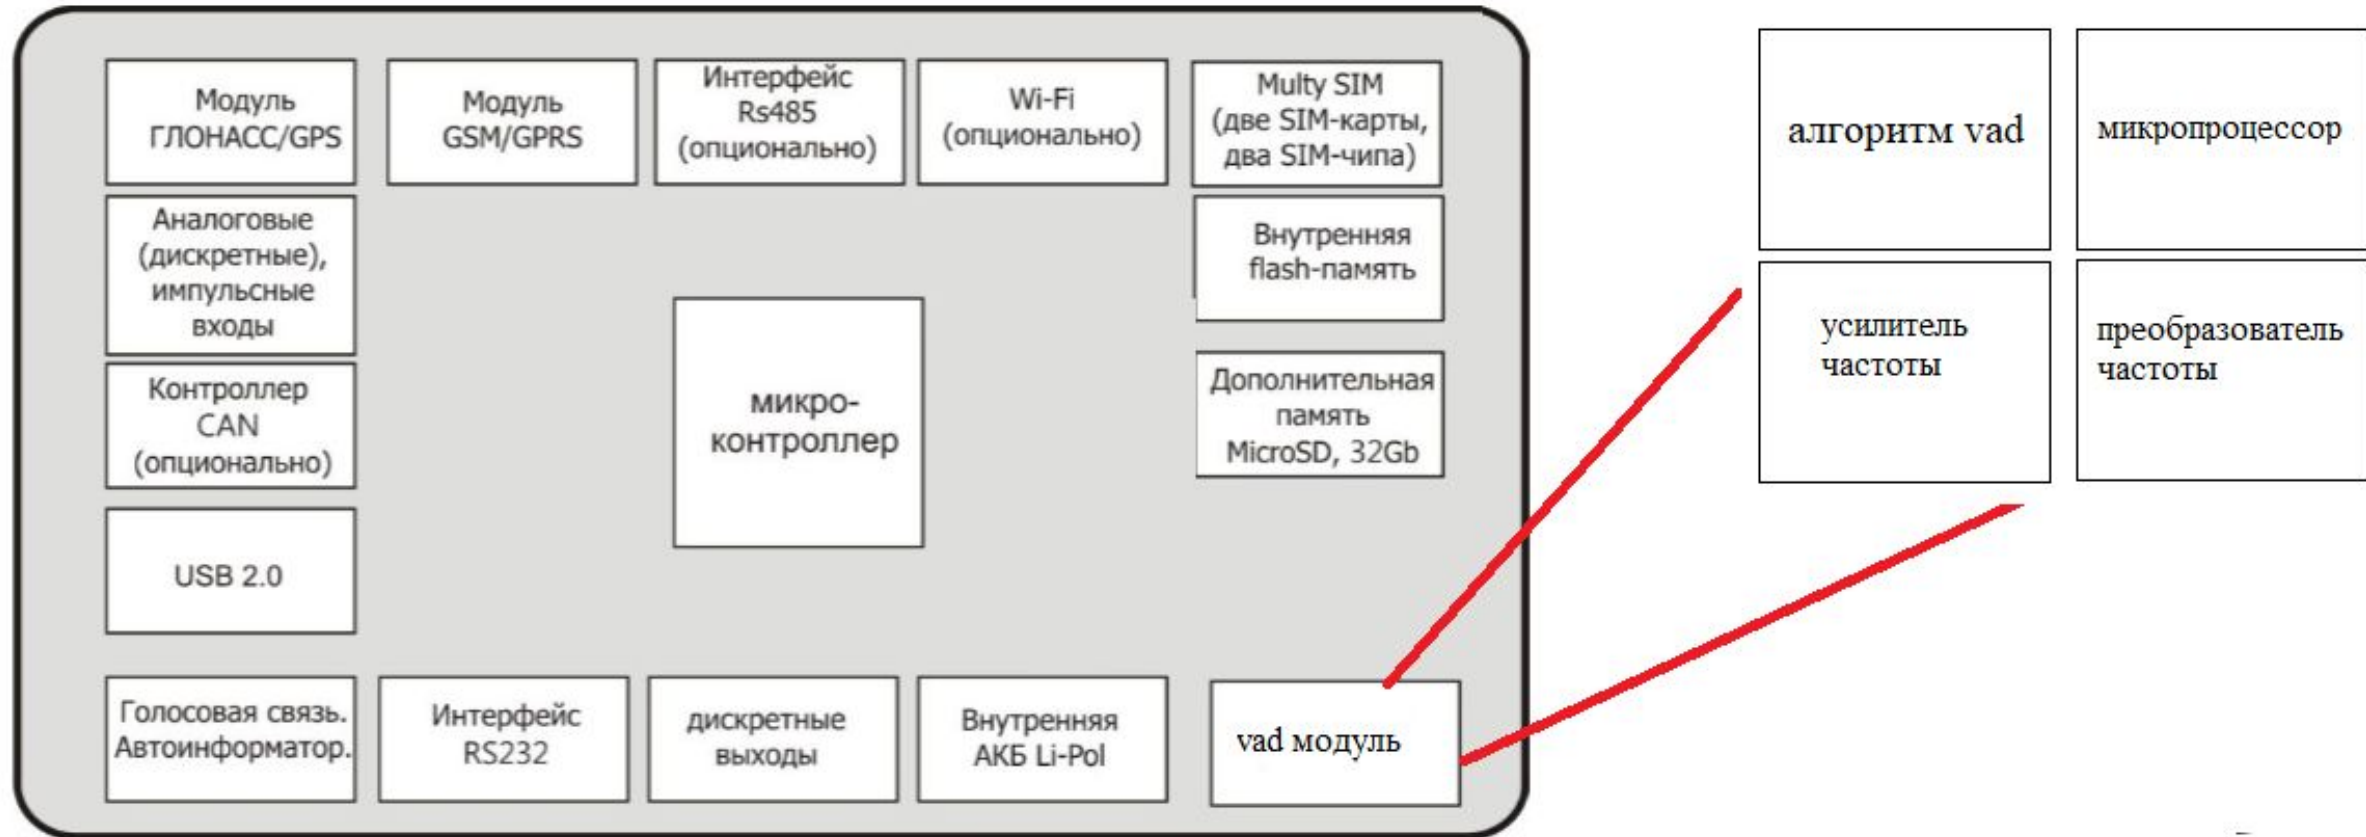 Модуль
ГЛОНАСС/GPS
Модуль
GSM/GPRS
Интерфейс
Rs485
(опционально)
Wi-Fi
(опционально)
Multy SIM
(две SIM-карты,
два SIM-чипа)
Аналоговые
(дискретные),
импульсные
входы
Внутренняя
flash-память
Контроллер
CAN
(опционально)
микро-
контроллер
Дополнительная
память
MicroSD, 32Gb
USB 2.0
Голосовая связь.
Автоинформатор.
Интерфейс
RS232
дискретные
выходы
Внутренняя
АКБ Li-Pol
vad модуль
алгоритм vad
микропроцессор
усилитель
частоты
преобразователь
частоты